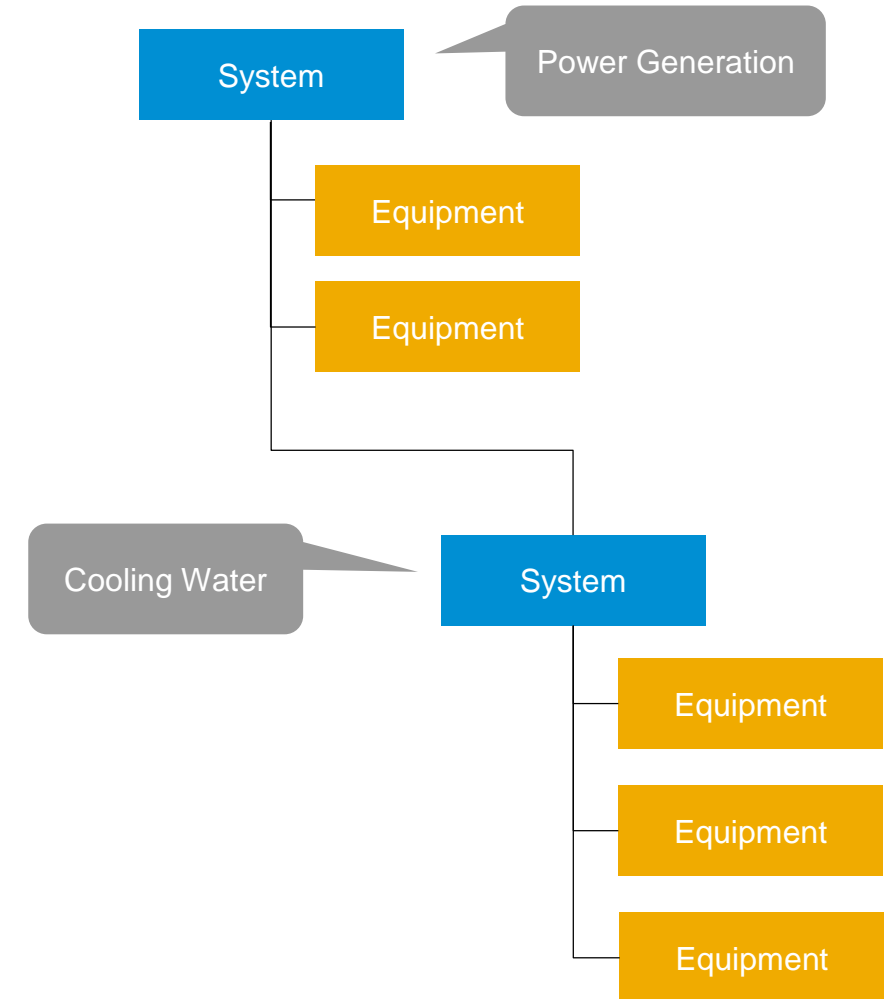 Power Generation
System
Equipment
Equipment
Cooling Water
System
Equipment
Equipment
Equipment